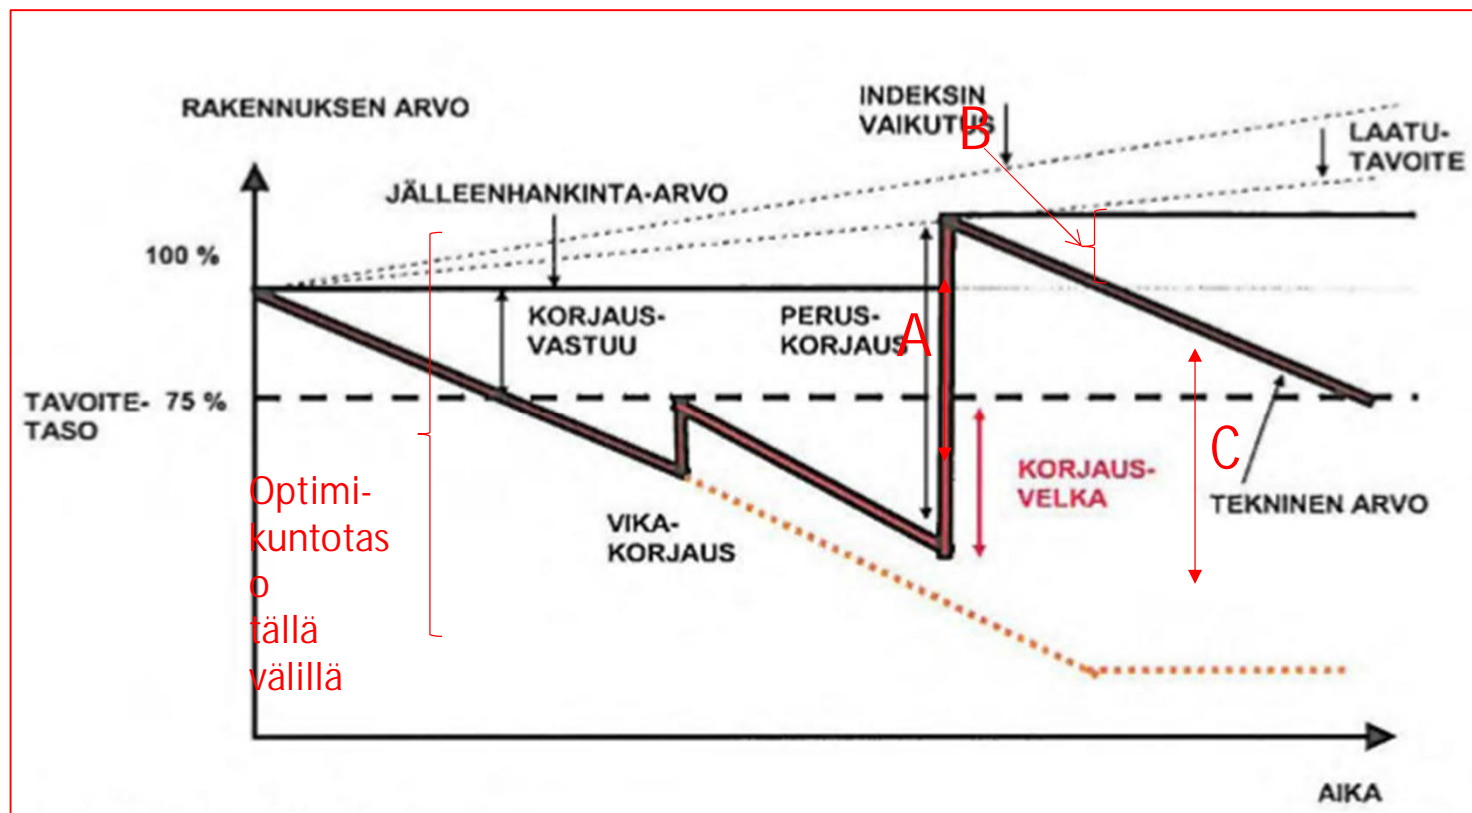 RAKENNUKSEN ARVO
INDEKSIN
VAIKUTUS
B
LAATU-
TAVOITE
JÄLLEENHANKINTA-ARVO
100 %
KORJAUS-
VASTUU
PERUS-
KORJAUS
A
TAVOITE-
TASO
75 %
C
KORJAUS-
VELKA
TEKNINEN ARVO
Optimi-
kuntotas
o
tällä
välillä
VIKA-
KORJAUS
AIKA